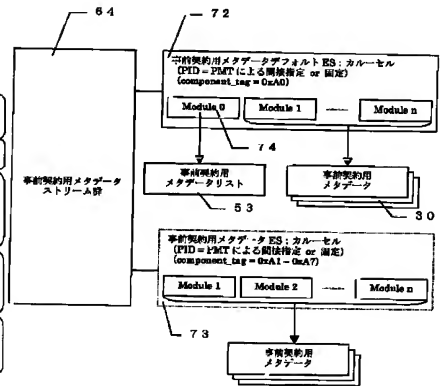 64
72
事前契約用メタデータデフォルトES:カルーセル
(PID=PMTによる間接指定 or 固定)
(component_tag=0xA0)
Module 0
Module 1
Module n
74
事前契約用メタデータ
ストリーム群
事前契約用
メタデータリスト
53
事前契約用
メタデータ
30
事前契約用メタデータES:カルーセル
(PID=PMTによる間接指定 or 固定)
(component_tag=0xA1-0xA7)
Module 1
Module 2
Module n
73
事前契約用
メタデータ